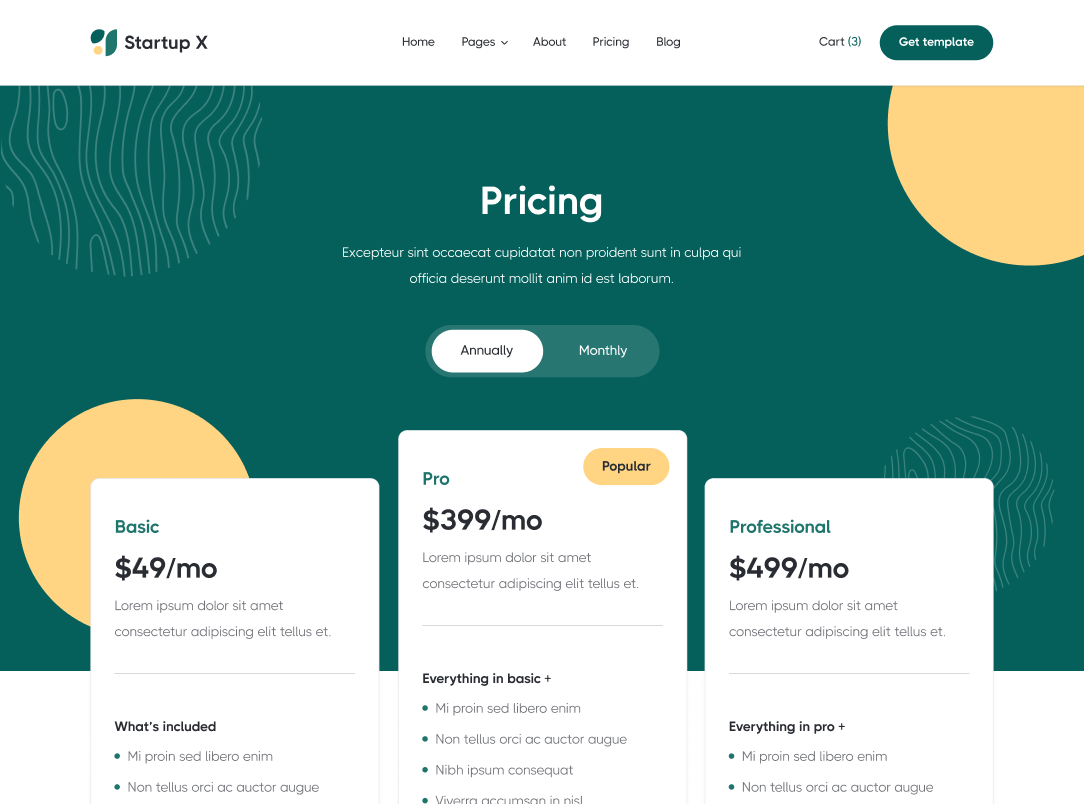 Startup X
Home
Pages
About
Pricing
Blog
Cart (3)
Get template
Pricing
Excepteur sint occaecat cupidatat non proident sunt in culpa qui
officia deserunt mollit anim id est laborum.
Annually
Monthly
Basic
$49/mo
Lorem ipsum dolor sit amet
consectetur adipiscing elit tellus et.
What's included
Mi proin sed libero enim
Non tellus orci ac auctor augue
Popular
Pro
$399/mo
Lorem ipsum dolor sit amet
consectetur adipiscing elit tellus et.
Everything in basic +
Mi proin sed libero enim
Non tellus orci ac auctor augue
Nibh ipsum consequat
Viverra accumsan in nisl
Professional
$499/mo
Lorem ipsum dolor sit amet
consectetur adipiscing elit tellus et.
Everything in pro +
Mi proin sed libero enim
Non tellus orci ac auctor augue